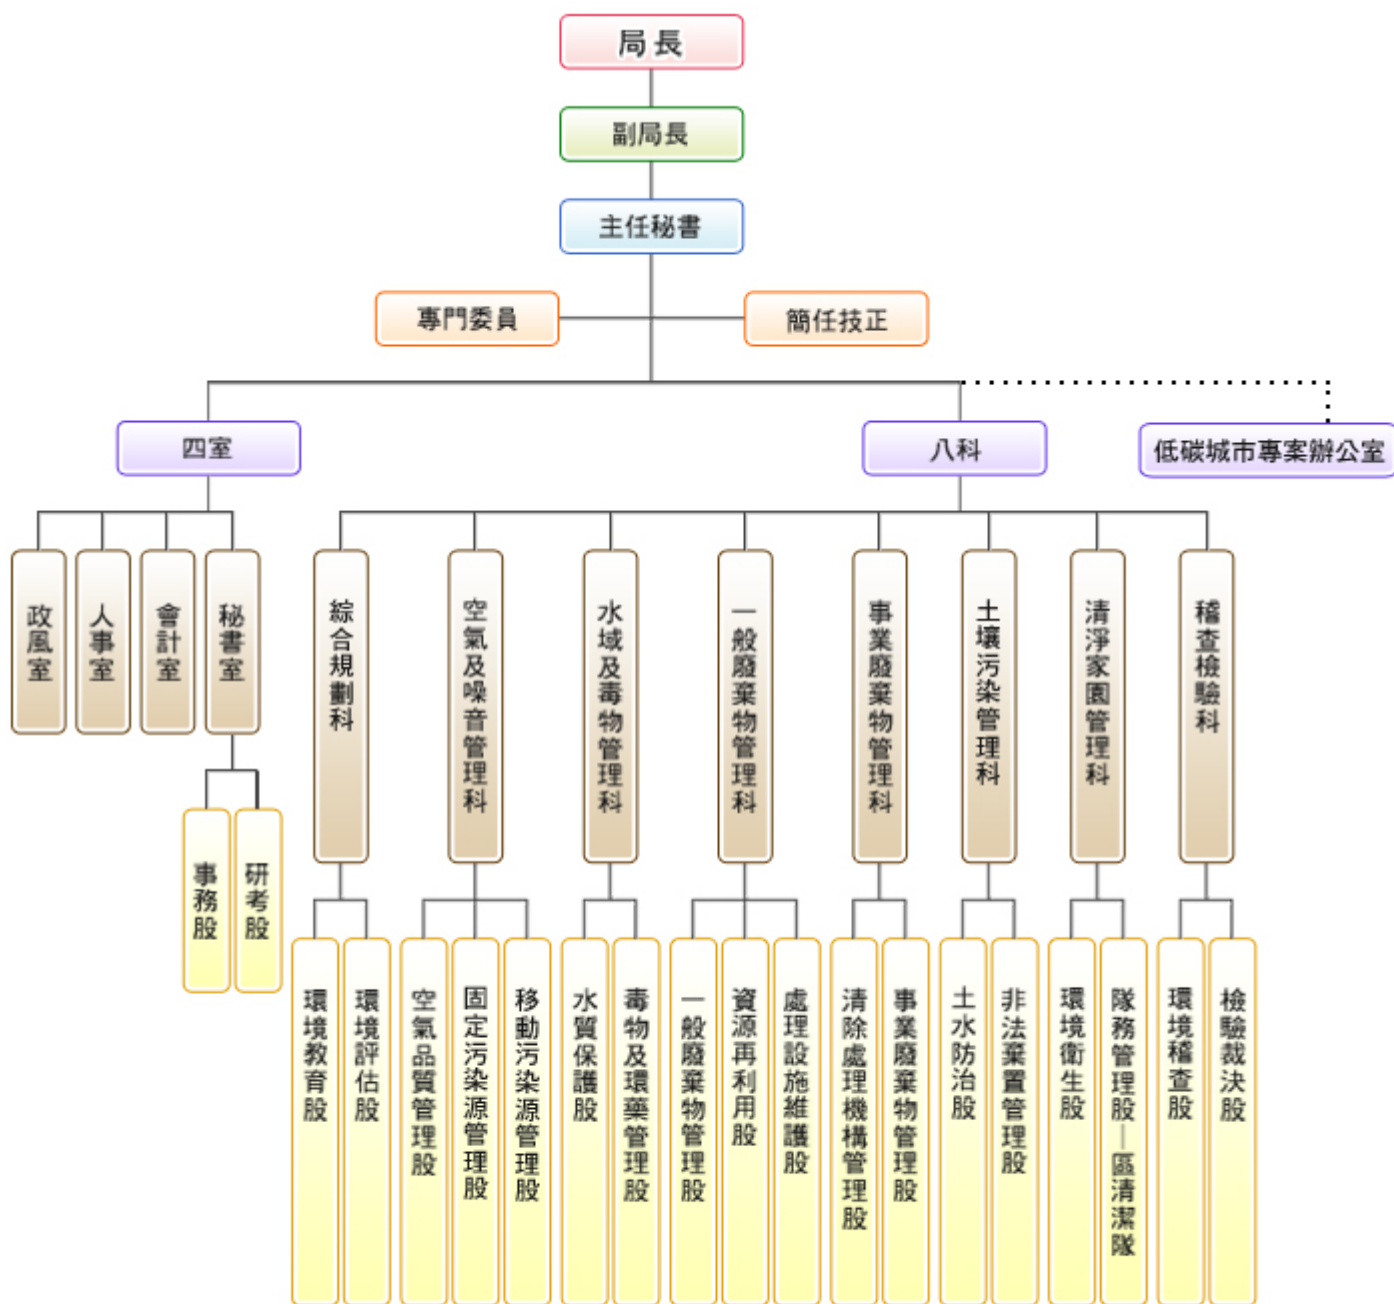 局長
副局長
主任秘書
專門委員
簡任技正
四室
八科
低碳城市專案辦公室
政風室
人事室
會計室
秘書室
綜合規劃科
空氣及噪音管理科
水域及毒物管理科
一般廢棄物管理科
事業廢棄物管理科
土壤污染管理科
清淨家園管理科
稽查檢驗科
事務股
研考股
環境教育股
環境評估股
空氣品質管理股
固定污染源管理股
移動污染源管理股
水質保護股
毒物及環藥管理股
一般廢棄物管理股
資源再利用股
處理設施維護股
清除處理機構管理股
事業廢棄物管理股
土水防治股
非法棄置管理股
環境衛生股
隊務管理股─區清潔隊
環境稽查股
檢驗裁決股